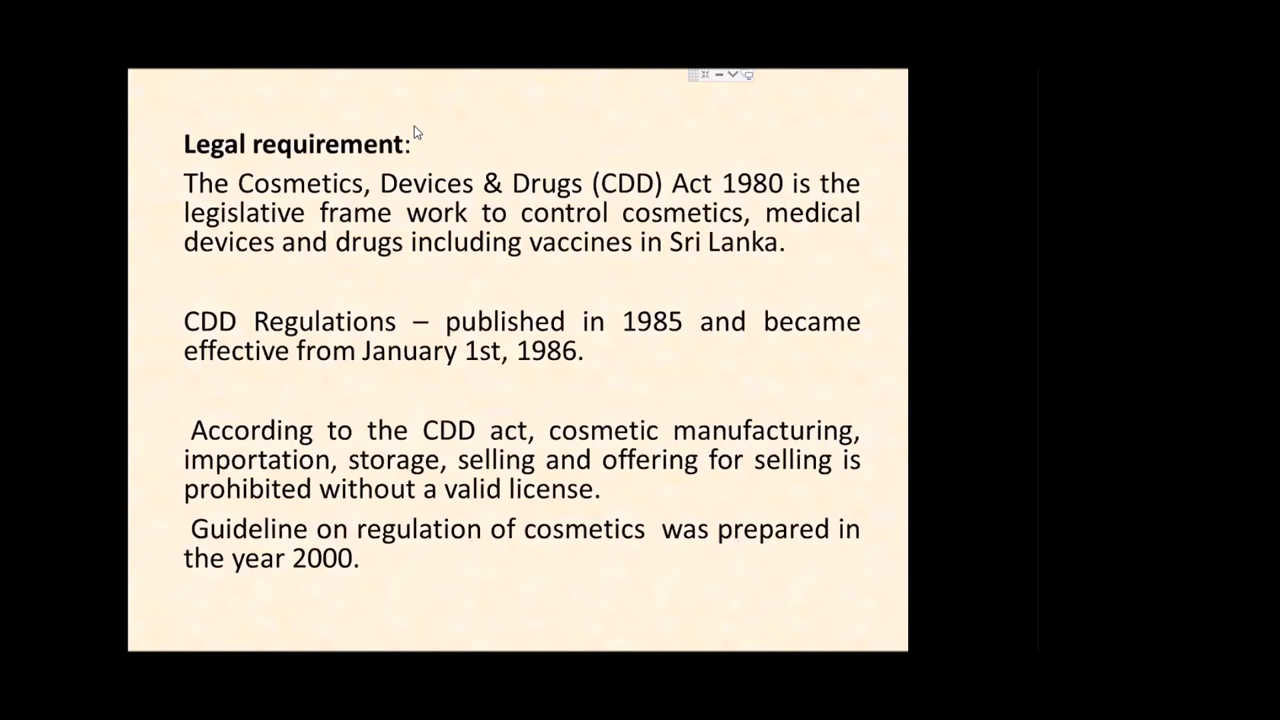 Legal requirement:
The Cosmetics, Devices & Drugs (CDD) Act 1980 is the
legislative frame work to control cosmetics, medical
devices and drugs including vaccines in Sri Lanka.
CDD Regulations – published in 1985 and became
effective from January 1st, 1986.
According to the CDD act, cosmetic manufacturing,
importation, storage, selling and offering for selling is
prohibited without a valid license.
Guideline on regulation of cosmetics was prepared in
the year 2000.